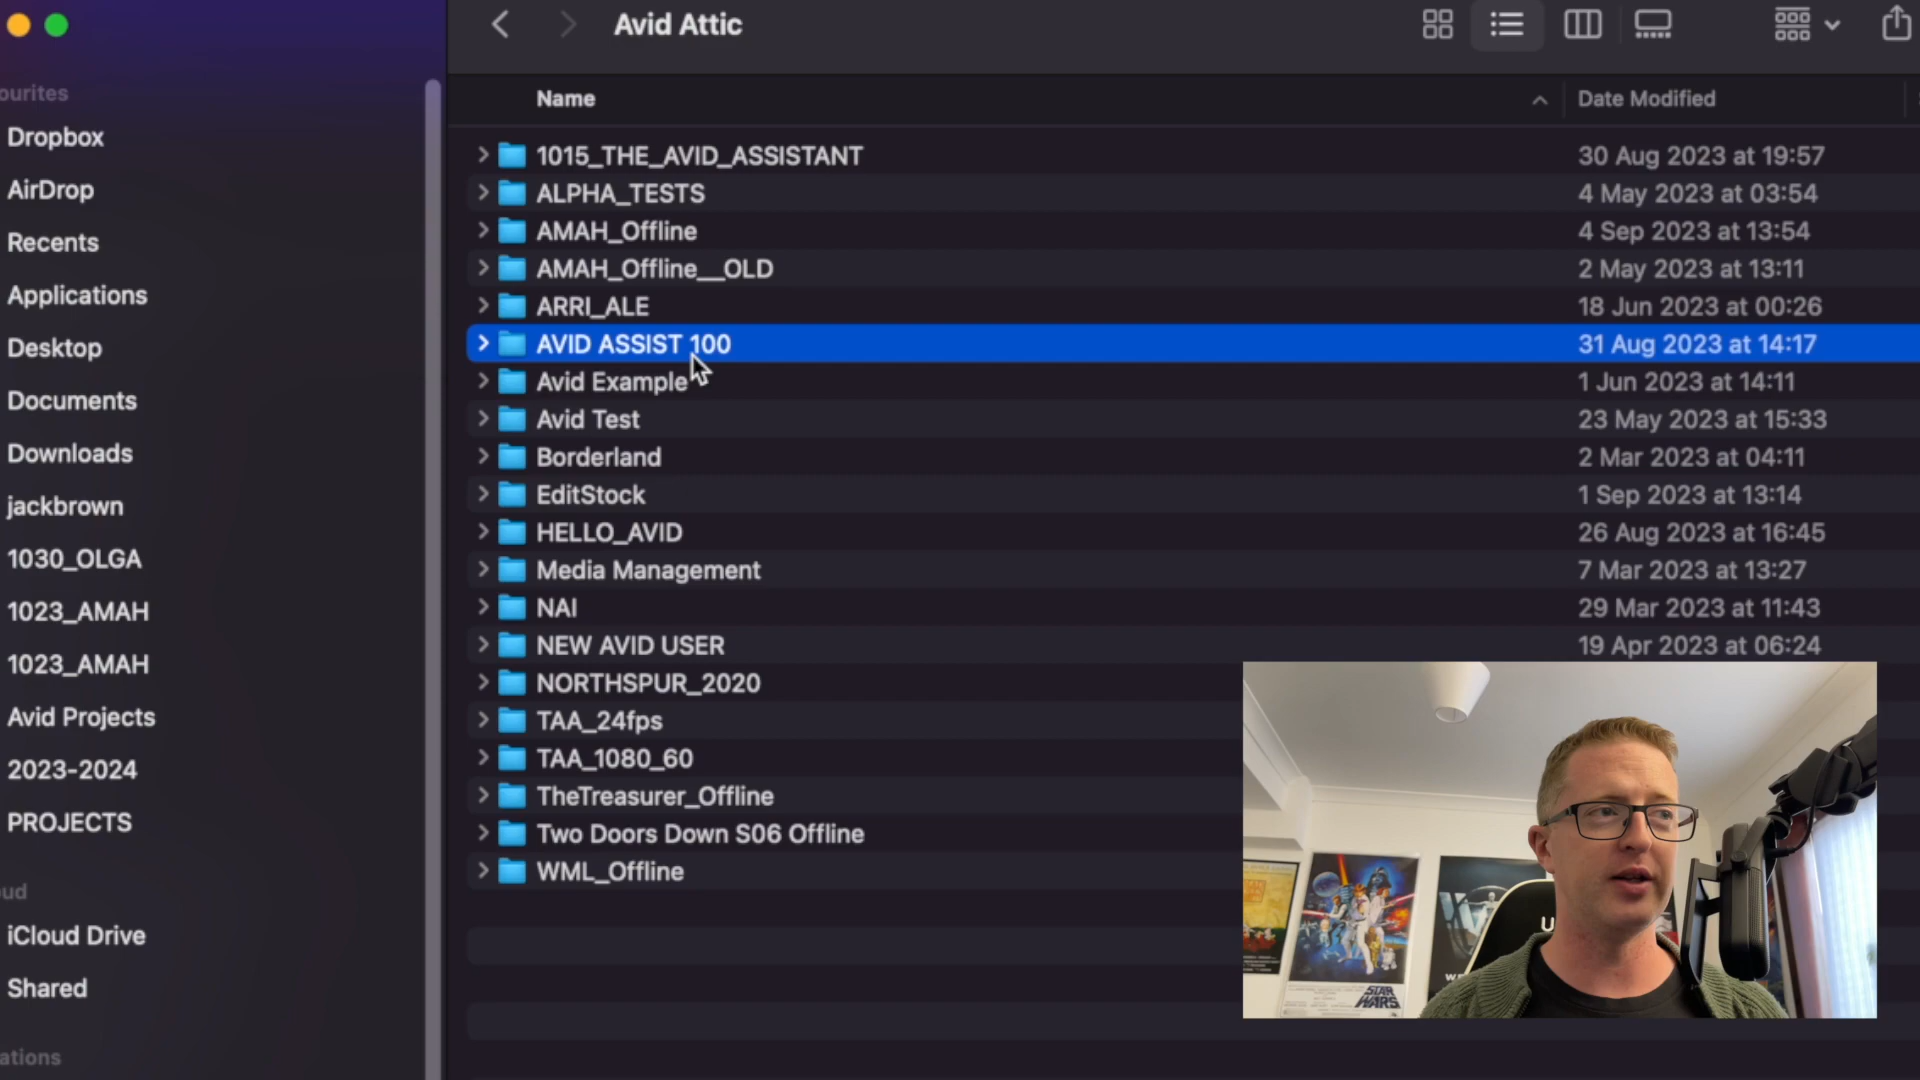 Avid Attic
Name
Date Modified
ourites
Dropbox
AirDrop
Recents
Applications
Desktop
Documents
Downloads
jackbrown
1030_OLGA
1023_AMAH
1023_AMAH
Avid Projects
2023-2024
PROJECTS
oud
iCloud Drive
Shared
ations
1015_THE_AVID_ASSISTANT 30 Aug 2023 at 19:57
ALPHA_TESTS 4 May 2023 at 03:54
AMAH_Offline 4 Sep 2023 at 13:54
AMAH_Offline__OLD 2 May 2023 at 13:11
ARRI_ALE 18 Jun 2023 at 00:26
AVID ASSIST 100 31 Aug 2023 at 14:17
Avid Example 1 Jun 2023 at 14:11
Avid Test 23 May 2023 at 15:33
Borderland 2 Mar 2023 at 04:11
EditStock 1 Sep 2023 at 13:14
HELLO_AVID 26 Aug 2023 at 16:45
Media Management 7 Mar 2023 at 13:27
NAI 29 Mar 2023 at 11:43
NEW AVID USER 19 Apr 2023 at 06:24
NORTHSPUR_2020
TAA_24fps
TAA_1080_60
TheTreasurer_Offline
Two Doors Down S06 Offline
WML_Offline
STAR
WARS